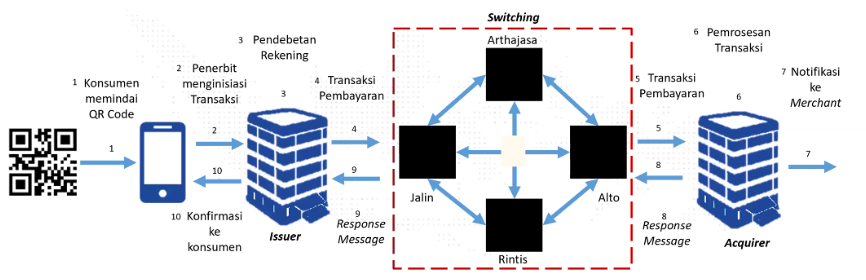 Switching
3 Pendebetan
Rekening
6 Pemrosesan
Transaksi
Arthajasa
2 Penerbit
menginisiasi
Transaksi
4 Transaksi
Pembayaran
5 Transaksi
Pembayaran
7 Notifikasi
ke
Merchant
1 Konsumen
memindai
QR Code
3
6
2
4
5
1
10
9
8
7
Jalin
Alto
10 Konfirmasi
ke
konsumen
9
Response
Message
8
Response
Message
Issuer
Acquirer
Rintis